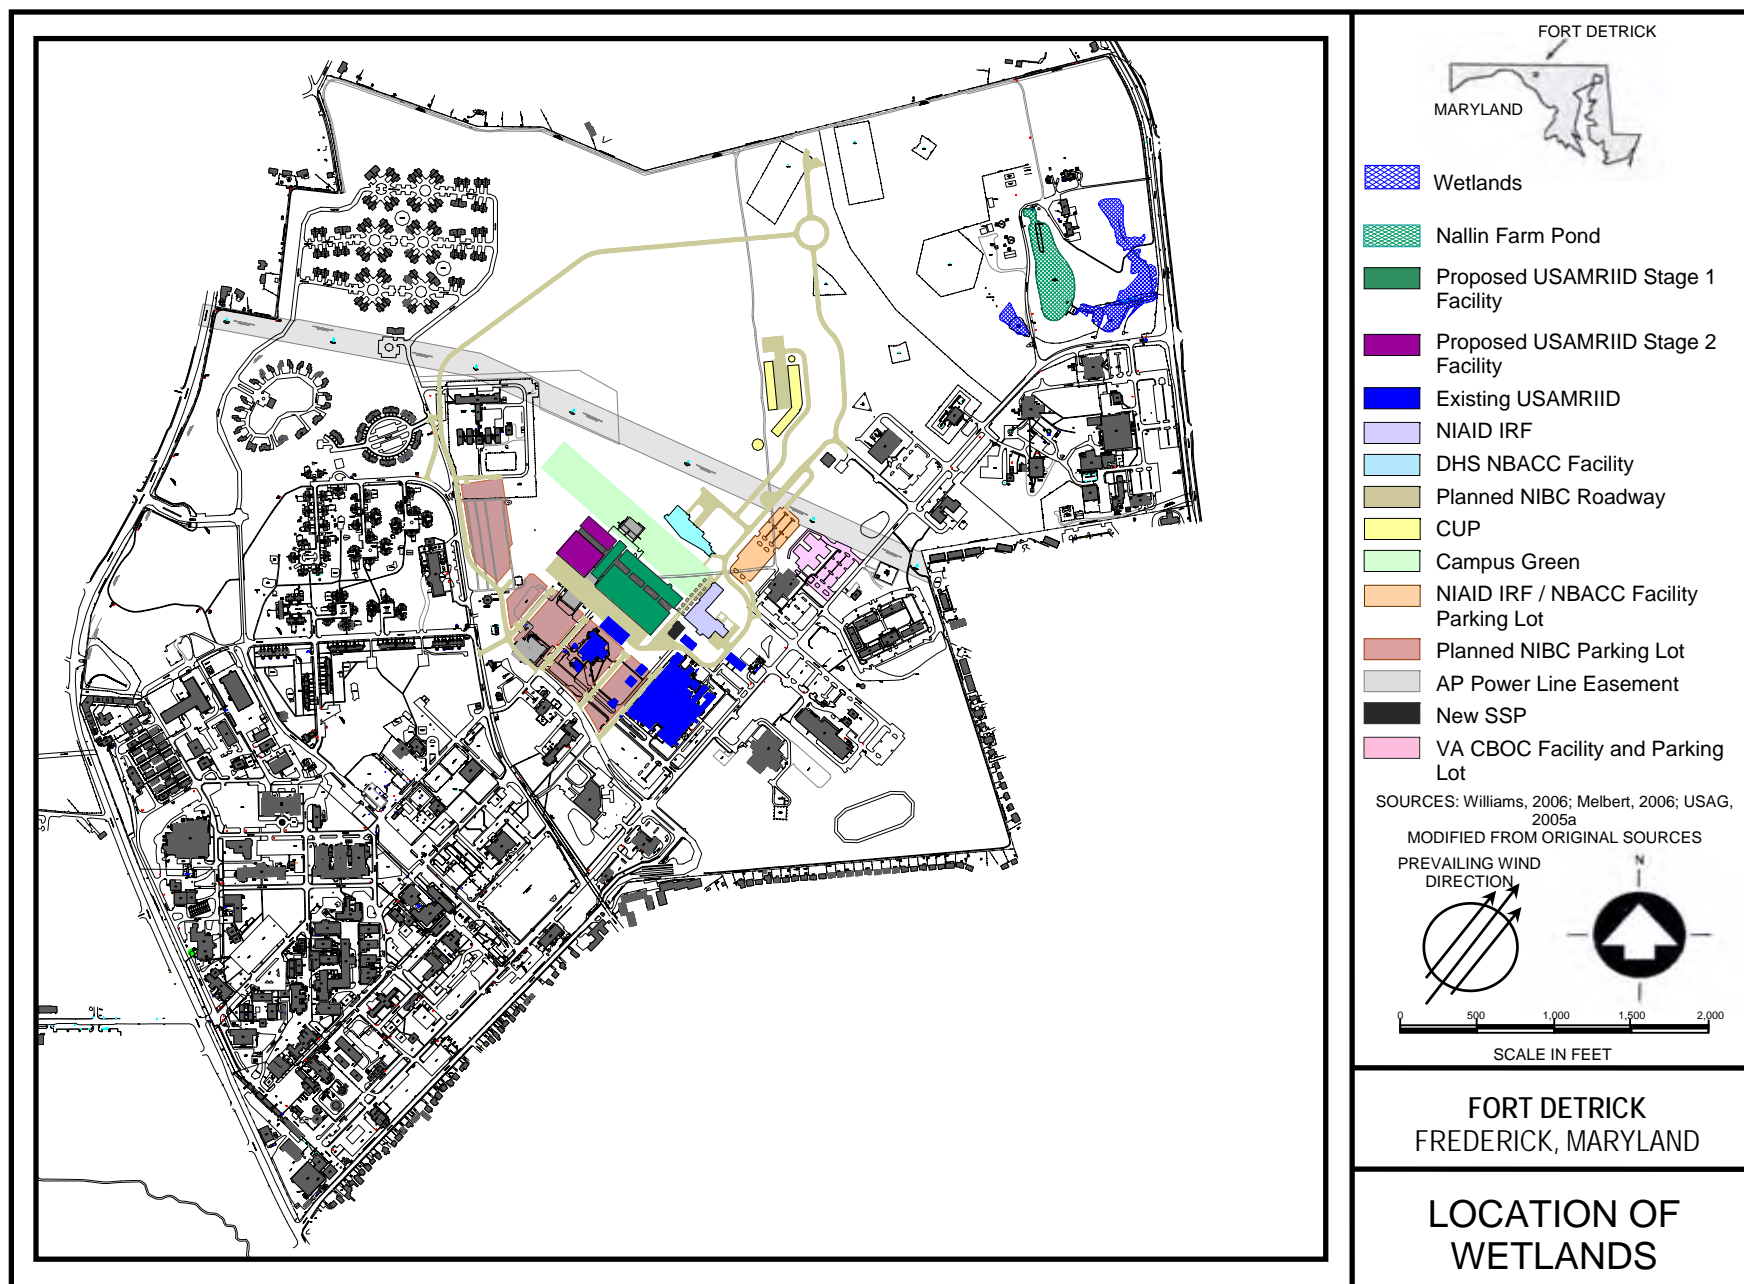 FORT DETRICK
MARYLAND
Wetlands
Nallin Farm Pond
Proposed USAMRIID Stage 1
Facility
Proposed USAMRIID Stage 2
Facility
Existing USAMRIID
NIAID IRF
DHS NBACC Facility
Planned NIBC Roadway
CUP
Campus Green
NIAID IRF / NBACC Facility
Parking Lot
Planned NIBC Parking Lot
AP Power Line Easement
New SSP
VA CBOC Facility and Parking
Lot
SOURCES: Williams, 2006; Melbert, 2006; USAG,
2005a
MODIFIED FROM ORIGINAL SOURCES
PREVAILING WIND
DIRECTION
N
0 500 1,000 1,500 2,000
SCALE IN FEET
FORT DETRICK
FREDERICK, MARYLAND
LOCATION OF
WETLANDS